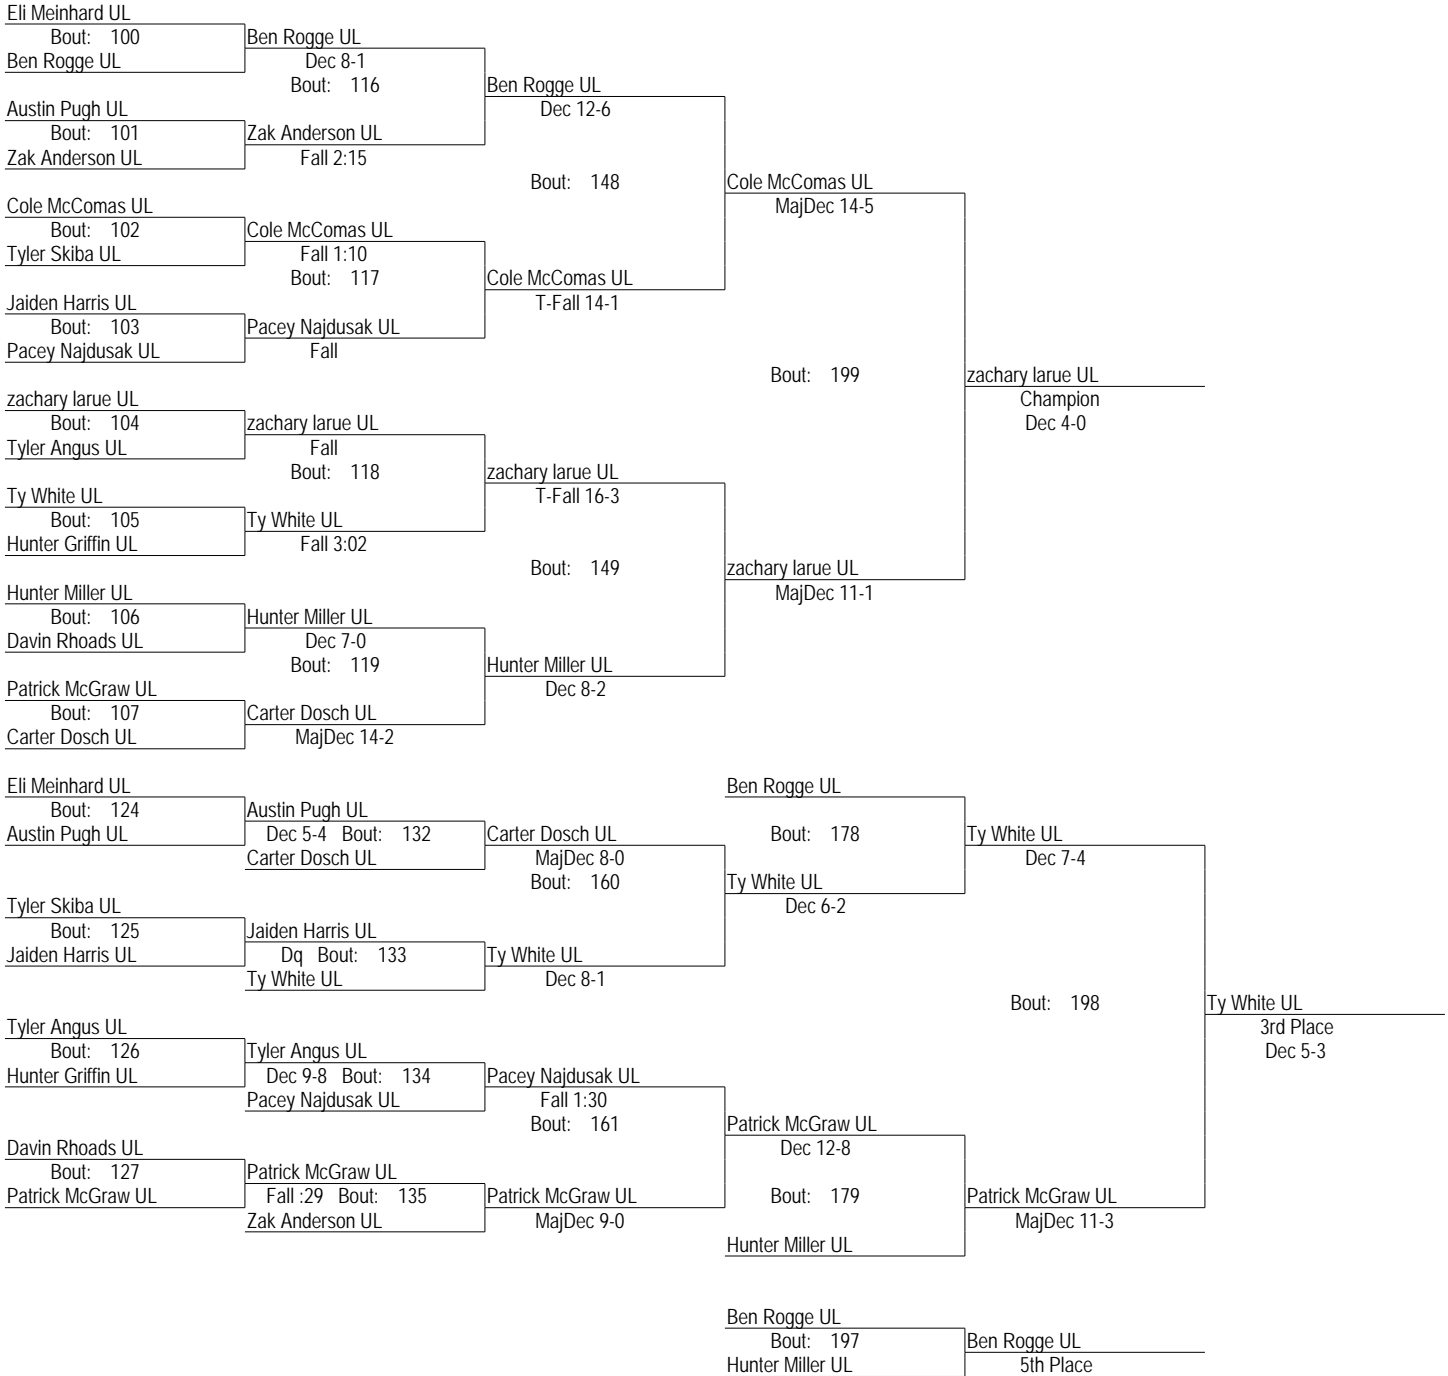 Eli Meinhard UL
Bout: 100
Ben Rogge UL
Ben Rogge UL
Dec 8-1
Bout: 116
Ben Rogge UL
Dec 12-6
Austin Pugh UL
Bout: 101
Zak Anderson UL
Zak Anderson UL
Fall 2:15
Bout: 148
Cole McComas UL
MajDec 14-5
Cole McComas UL
Bout: 102
Tyler Skiba UL
Cole McComas UL
Fall 1:10
Bout: 117
Cole McComas UL
T-Fall 14-1
Jaiden Harris UL
Bout: 103
Pacey Najdusak UL
Pacey Najdusak UL
Fall
Bout: 199
zachary larue UL
Champion
Dec 4-0
zachary larue UL
Bout: 104
Tyler Angus UL
zachary larue UL
Fall
Bout: 118
zachary larue UL
T-Fall 16-3
Ty White UL
Bout: 105
Hunter Griffin UL
Ty White UL
Fall 3:02
Bout: 149
zachary larue UL
MajDec 11-1
Hunter Miller UL
Bout: 106
Davin Rhoads UL
Hunter Miller UL
Dec 7-0
Bout: 119
Hunter Miller UL
Dec 8-2
Patrick McGraw UL
Bout: 107
Carter Dosch UL
Carter Dosch UL
MajDec 14-2
Eli Meinhard UL
Bout: 124
Austin Pugh UL
Austin Pugh UL
Dec 5-4 Bout: 132
Carter Dosch UL
Carter Dosch UL
MajDec 8-0
Bout: 160
Ben Rogge UL
Bout: 178
Ty White UL
Dec 6-2
Ty White UL
Dec 7-4
Tyler Skiba UL
Bout: 125
Jaiden Harris UL
Jaiden Harris UL
Dq Bout: 133
Ty White UL
Ty White UL
Dec 8-1
Bout: 198
Ty White UL
3rd Place
Dec 5-3
Tyler Angus UL
Bout: 126
Hunter Griffin UL
Tyler Angus UL
Dec 9-8 Bout: 134
Pacey Najdusak UL
Pacey Najdusak UL
Fall 1:30
Bout: 161
Patrick McGraw UL
Dec 12-8
Davin Rhoads UL
Bout: 127
Patrick McGraw UL
Patrick McGraw UL
Fall :29 Bout: 135
Zak Anderson UL
Patrick McGraw UL
MajDec 9-0
Bout: 179
Hunter Miller UL
Patrick McGraw UL
MajDec 11-3
Ben Rogge UL
Bout: 197
Hunter Miller UL
Ben Rogge UL
5th Place